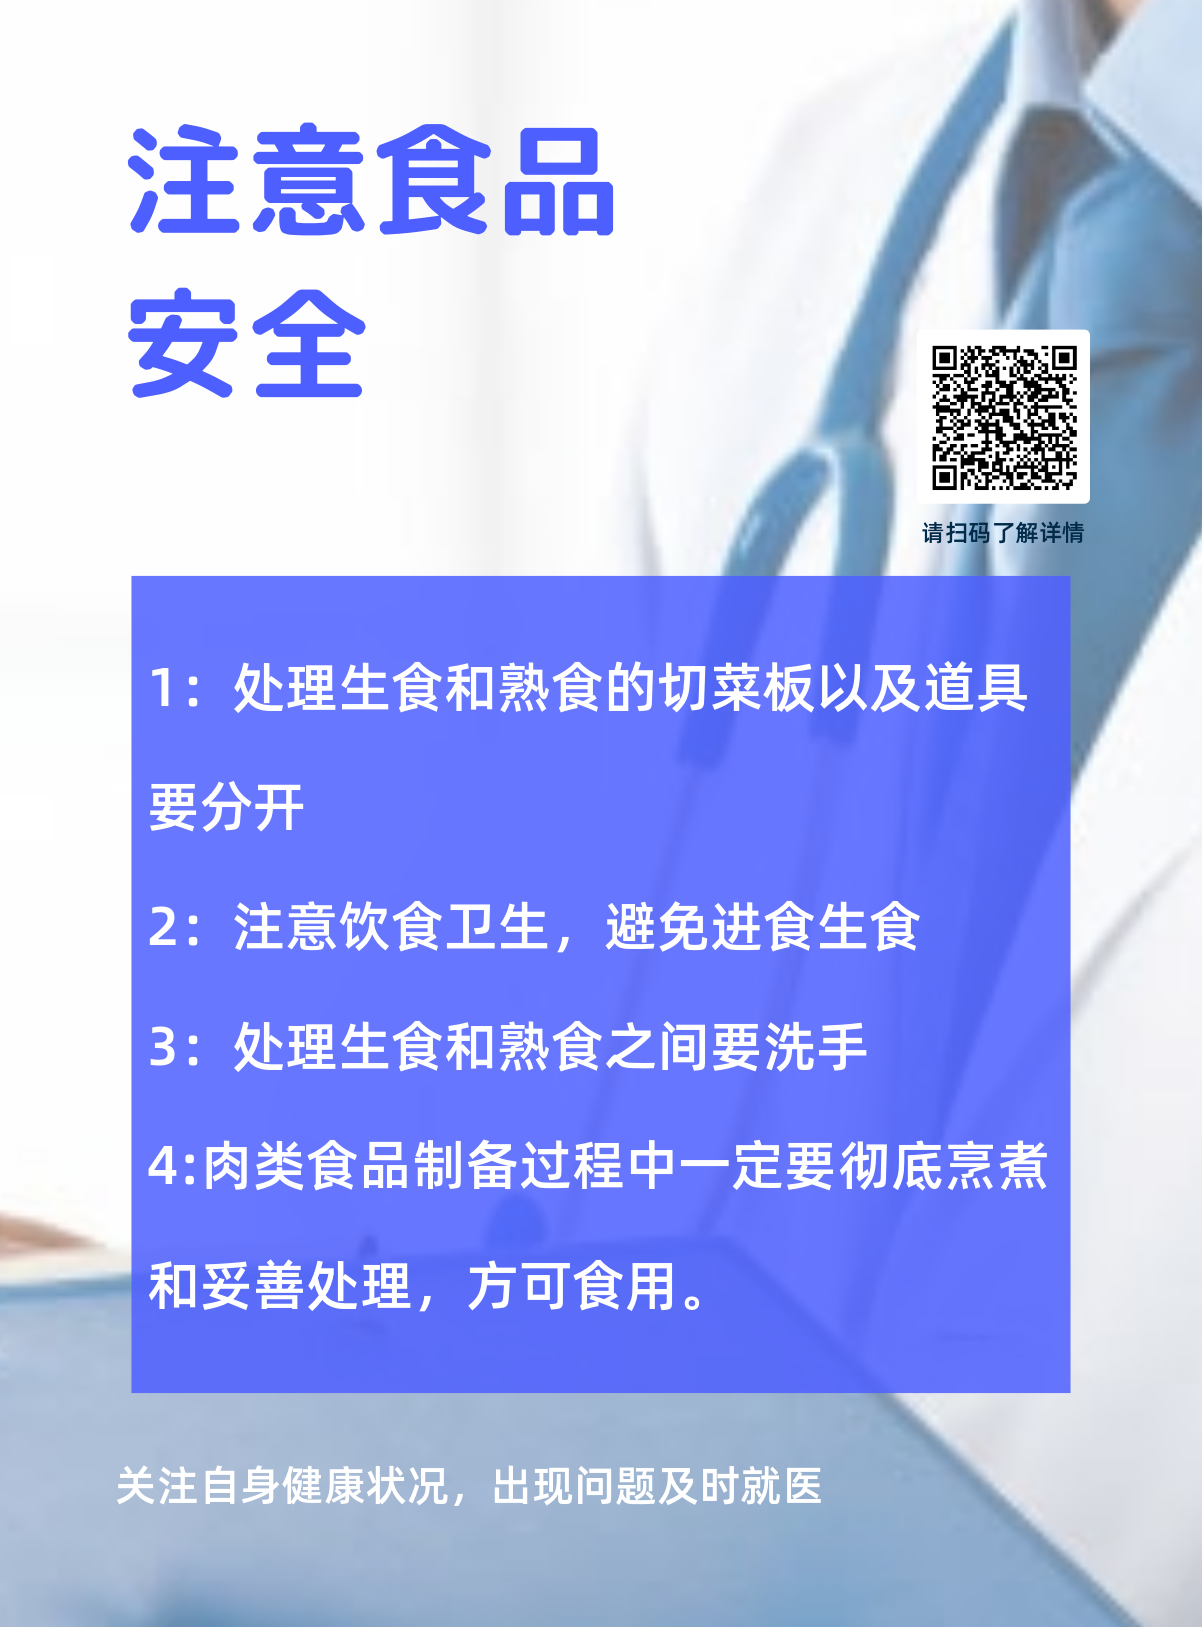 注意食品
安全
请扫码了解详情
1：处理生食和熟食的切菜板以及道具
要分开
2：注意饮食卫生，避免进食生食
3：处理生食和熟食之间要洗手
4:肉类食品制备过程中一定要彻底烹煮
和妥善处理，方可食用。
关注自身健康状况，出现问题及时就医